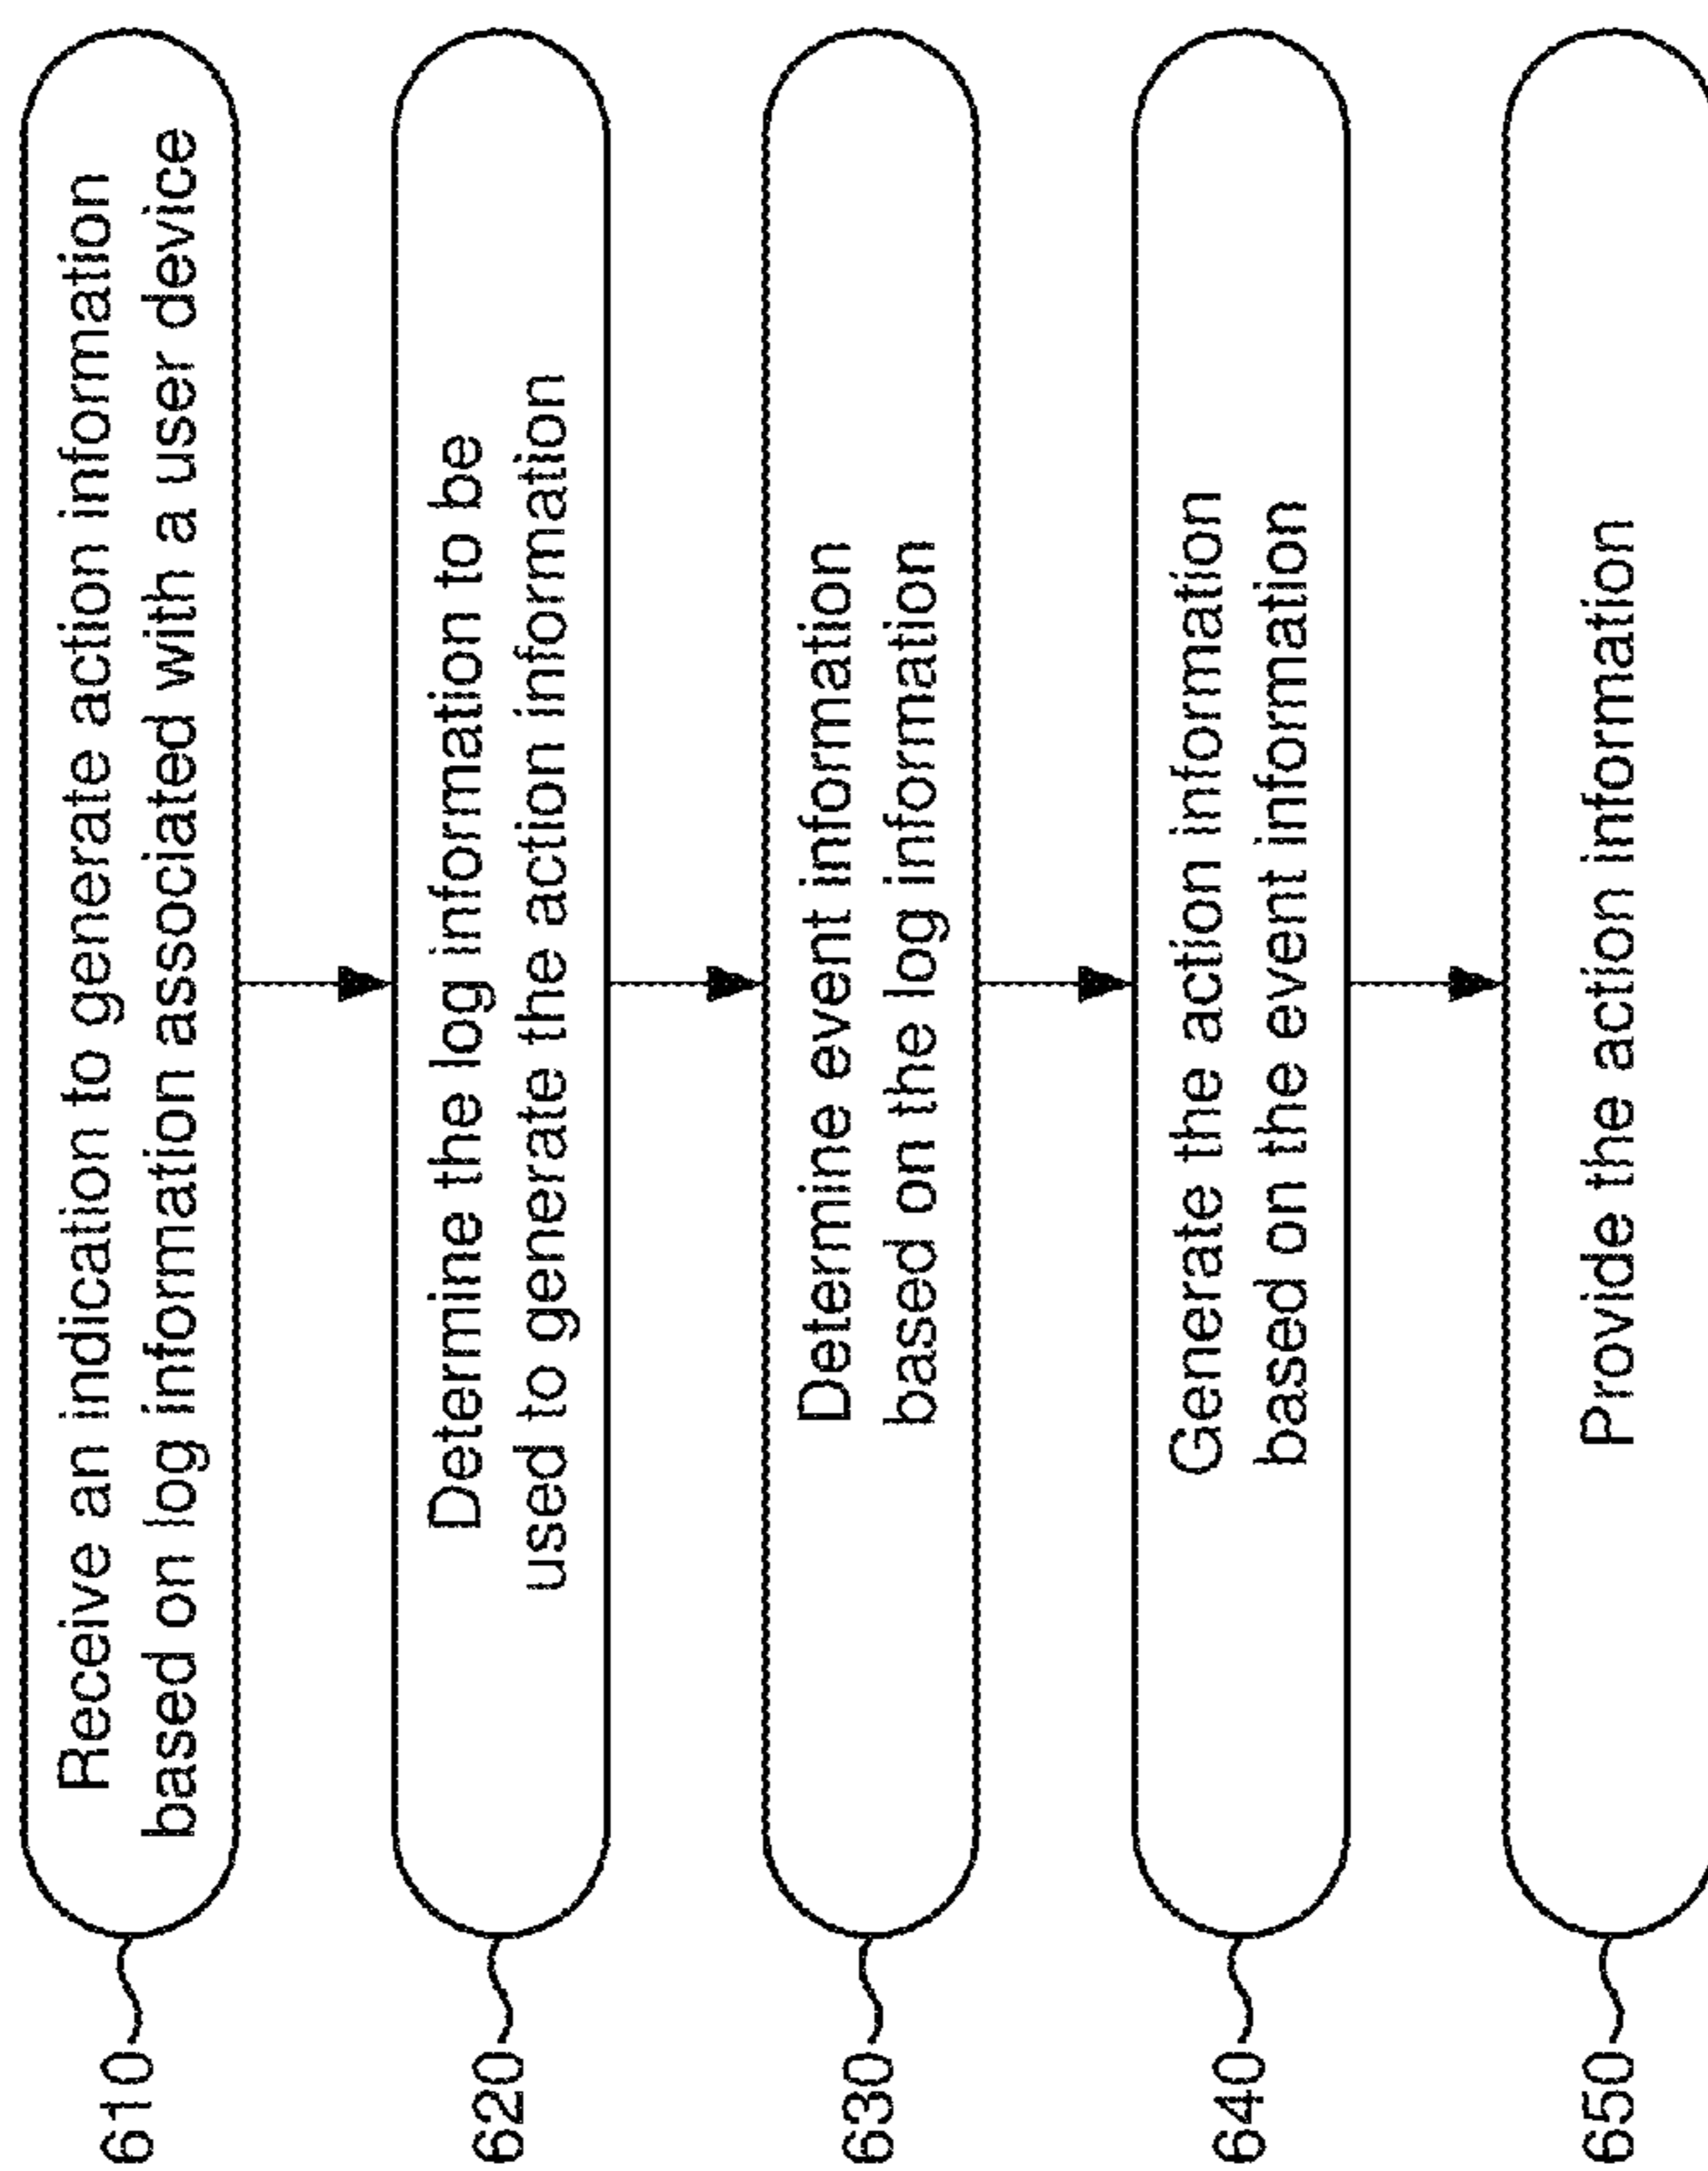 610
Receive an indication to generate action information
based on log information associated with a user device
620
Determine the log information to be
used to generate the action information
630
Determine event information
based on the log information
640
Generate the action information
based on the event information
650
Provide the action information